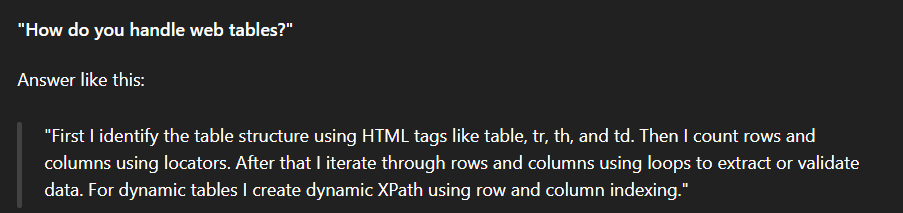 "How do you handle web tables?"
Answer like this:
"First I identify the table structure using HTML tags like table, tr, th, and td. Then I count rows and
columns using locators. After that I iterate through rows and columns using loops to extract or validate
data. For dynamic tables I create dynamic XPath using row and column indexing."